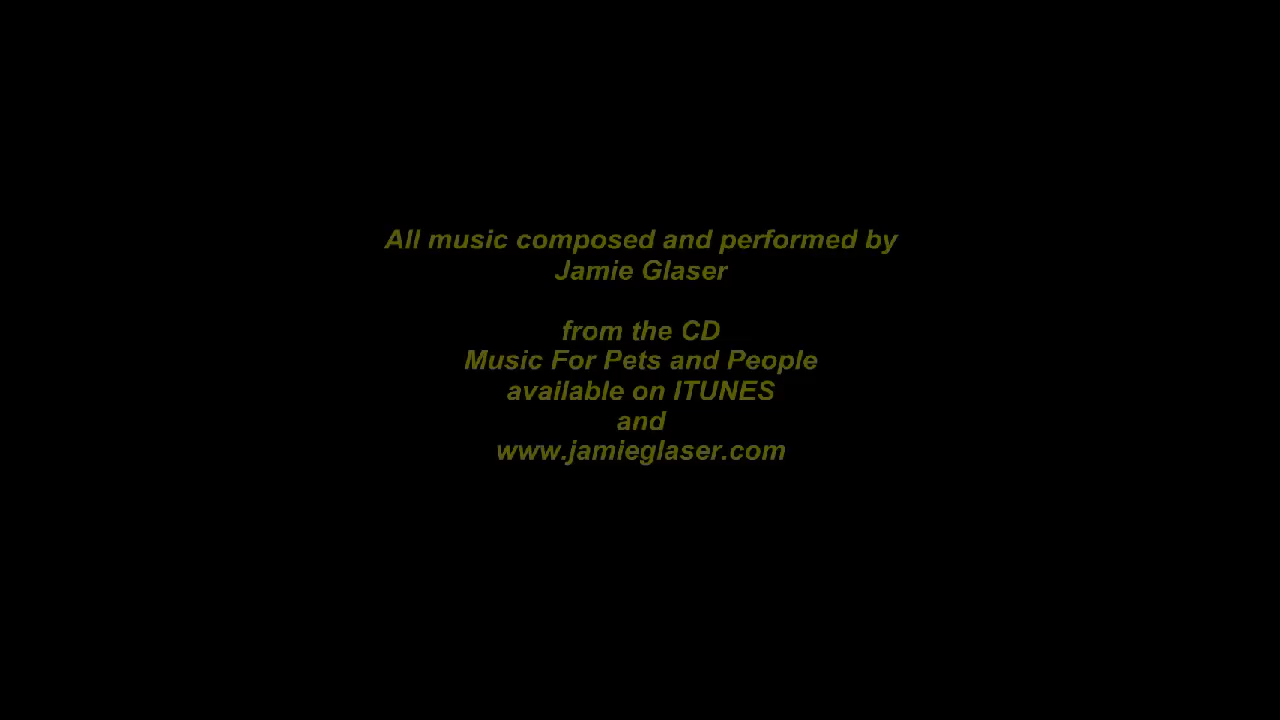 All music composed and performed by
Jamie Glaser
from the CD
Music For Pets and People
available on ITUNES
and
www.jamieglaser.com